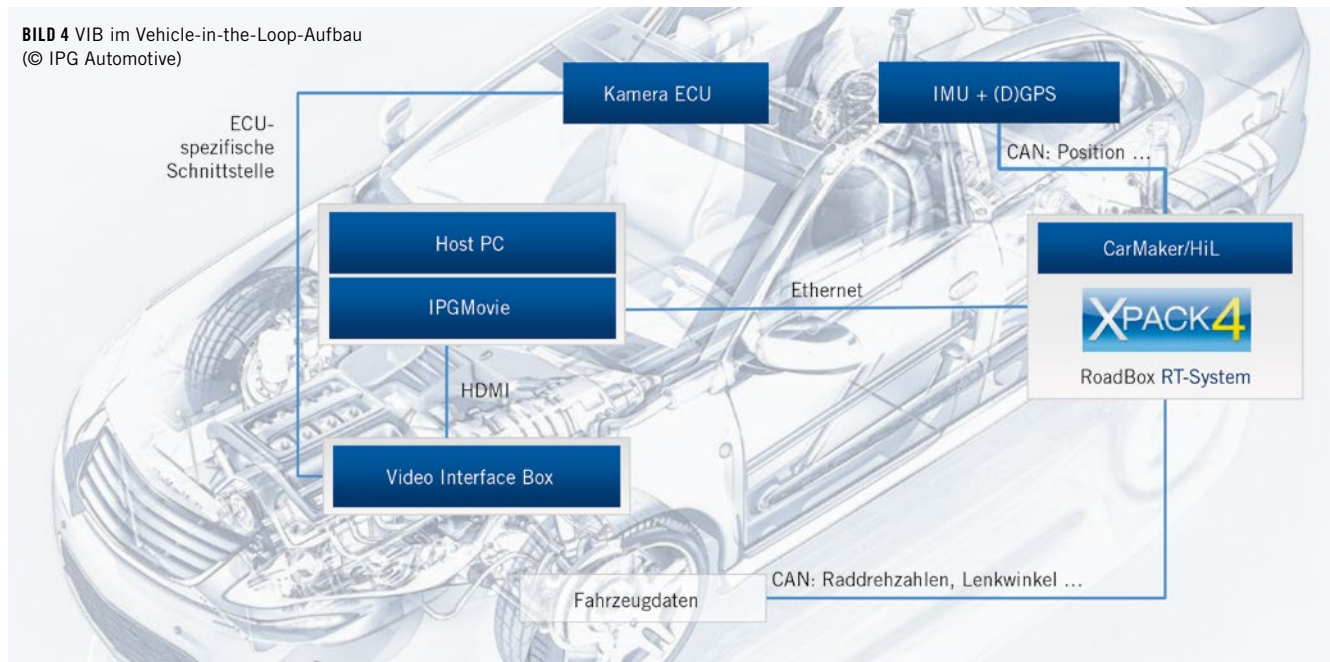 BILD 4 VIB im Vehicle-in-the-Loop-Aufbau
(© IPG Automotive)
Kamera ECU
IMU + (D)GPS
ECU-
spezifische
Schnittstelle
CAN: Position ...
Host PC
IPGMovie
Ethernet
CarMaker/HiL
XPACK4
RoadBox RT-System
HDMI
Video Interface Box
Fahrzeugdaten
CAN: Raddrehzahlen, Lenkwinkel ...